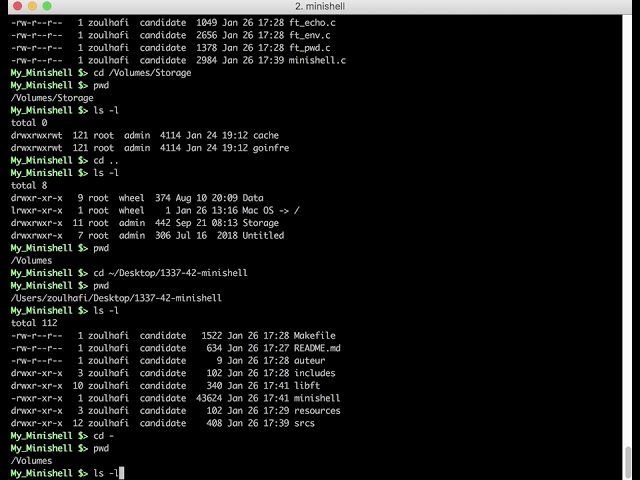 2. minishell
-rw-r--r-- 1 zoulhafi candidate 1049 Jan 26 17:28 ft_echo.c
-rw-r--r-- 1 zoulhafi candidate 2656 Jan 26 17:28 ft_env.c
-rw-r--r-- 1 zoulhafi candidate 1378 Jan 26 17:28 ft_pwd.c
-rw-r--r-- 1 zoulhafi candidate 2984 Jan 26 17:39 minishell.c
My_Minishell $> cd /Volumes/Storage
My_Minishell $> pwd
/Volumes/Storage
My_Minishell $> ls -l
total 0
drwxrwxrwt 121 root admin 4114 Jan 24 19:12 cache
drwxrwxrwt 121 root admin 4114 Jan 24 19:12 goinfre
My_Minishell $> cd ..
My_Minishell $> ls -l
total 8
drwxr-xr-x 9 root wheel 374 Aug 10 20:09 Data
lrwxr-xr-x 1 root wheel 1 Jan 26 13:16 Mac OS -> /
drwxr-xr-x 11 root admin 442 Sep 21 08:13 Storage
drwxr-xr-x 7 root admin 306 Jul 16 2018 Untitled
My_Minishell $> pwd
/Volumes
My_Minishell $> cd ~/Desktop/1337-42-minishell
My_Minishell $> pwd
/Users/zoulhafi/Desktop/1337-42-minishell
My_Minishell $> ls -l
total 112
-rw-r--r-- 1 zoulhafi candidate 1522 Jan 26 17:28 Makefile
-rw-r--r-- 1 zoulhafi candidate 634 Jan 26 17:27 README.md
-rw-r--r-- 1 zoulhafi candidate 9 Jan 26 17:28 auteur
drwxr-xr-x 3 zoulhafi candidate 102 Jan 26 17:28 includes
drwxr-xr-x 10 zoulhafi candidate 340 Jan 26 17:41 libft
-rwxr-xr-x 1 zoulhafi candidate 43624 Jan 26 17:41 minishell
drwxr-xr-x 3 zoulhafi candidate 102 Jan 26 17:29 resources
drwxr-xr-x 12 zoulhafi candidate 408 Jan 26 17:39 srcs
My_Minishell $> cd -
My_Minishell $> pwd
/Volumes
My_Minishell $> ls -l